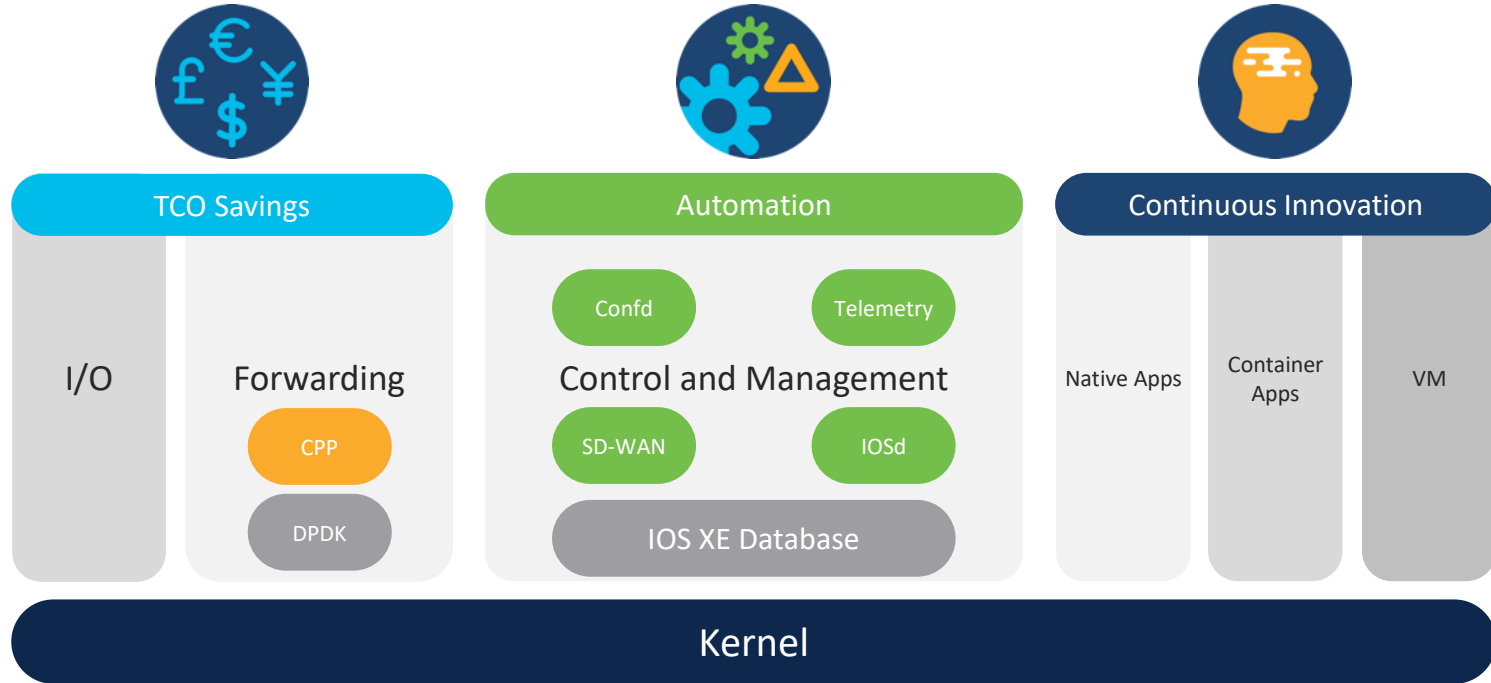 €
£
¥
$
TCO Savings
Automation
Continuous Innovation
Confd
Telemetry
I/O
Forwarding
Control and Management
Native Apps
Container
Apps
VM
CPP
SD-WAN
IOSd
DPDK
IOS XE Database
Kernel